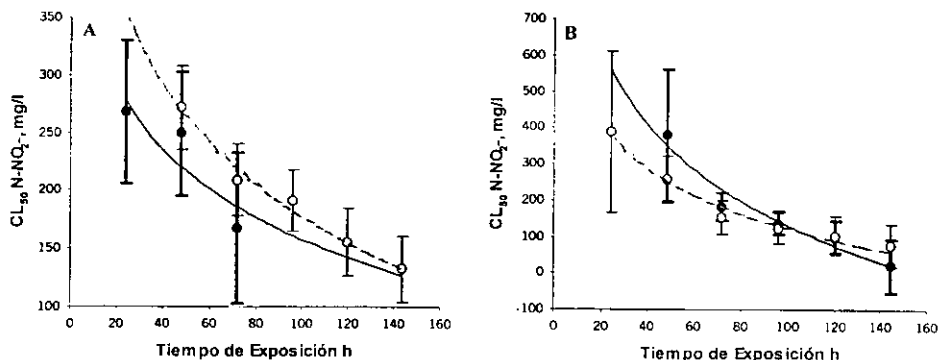 A
CL₅₀ N-NO₂-, mg/l
350
300
250
200
150
100
0 20 40 60 80 100 120 140 160
Tiempo de Exposición h
B
CL₅₀ N-NO₂-, mg/l
700
600
500
400
300
200
100
0
-100
0 20 40 60 80 100 120 140 160
Tiempo de Exposición h